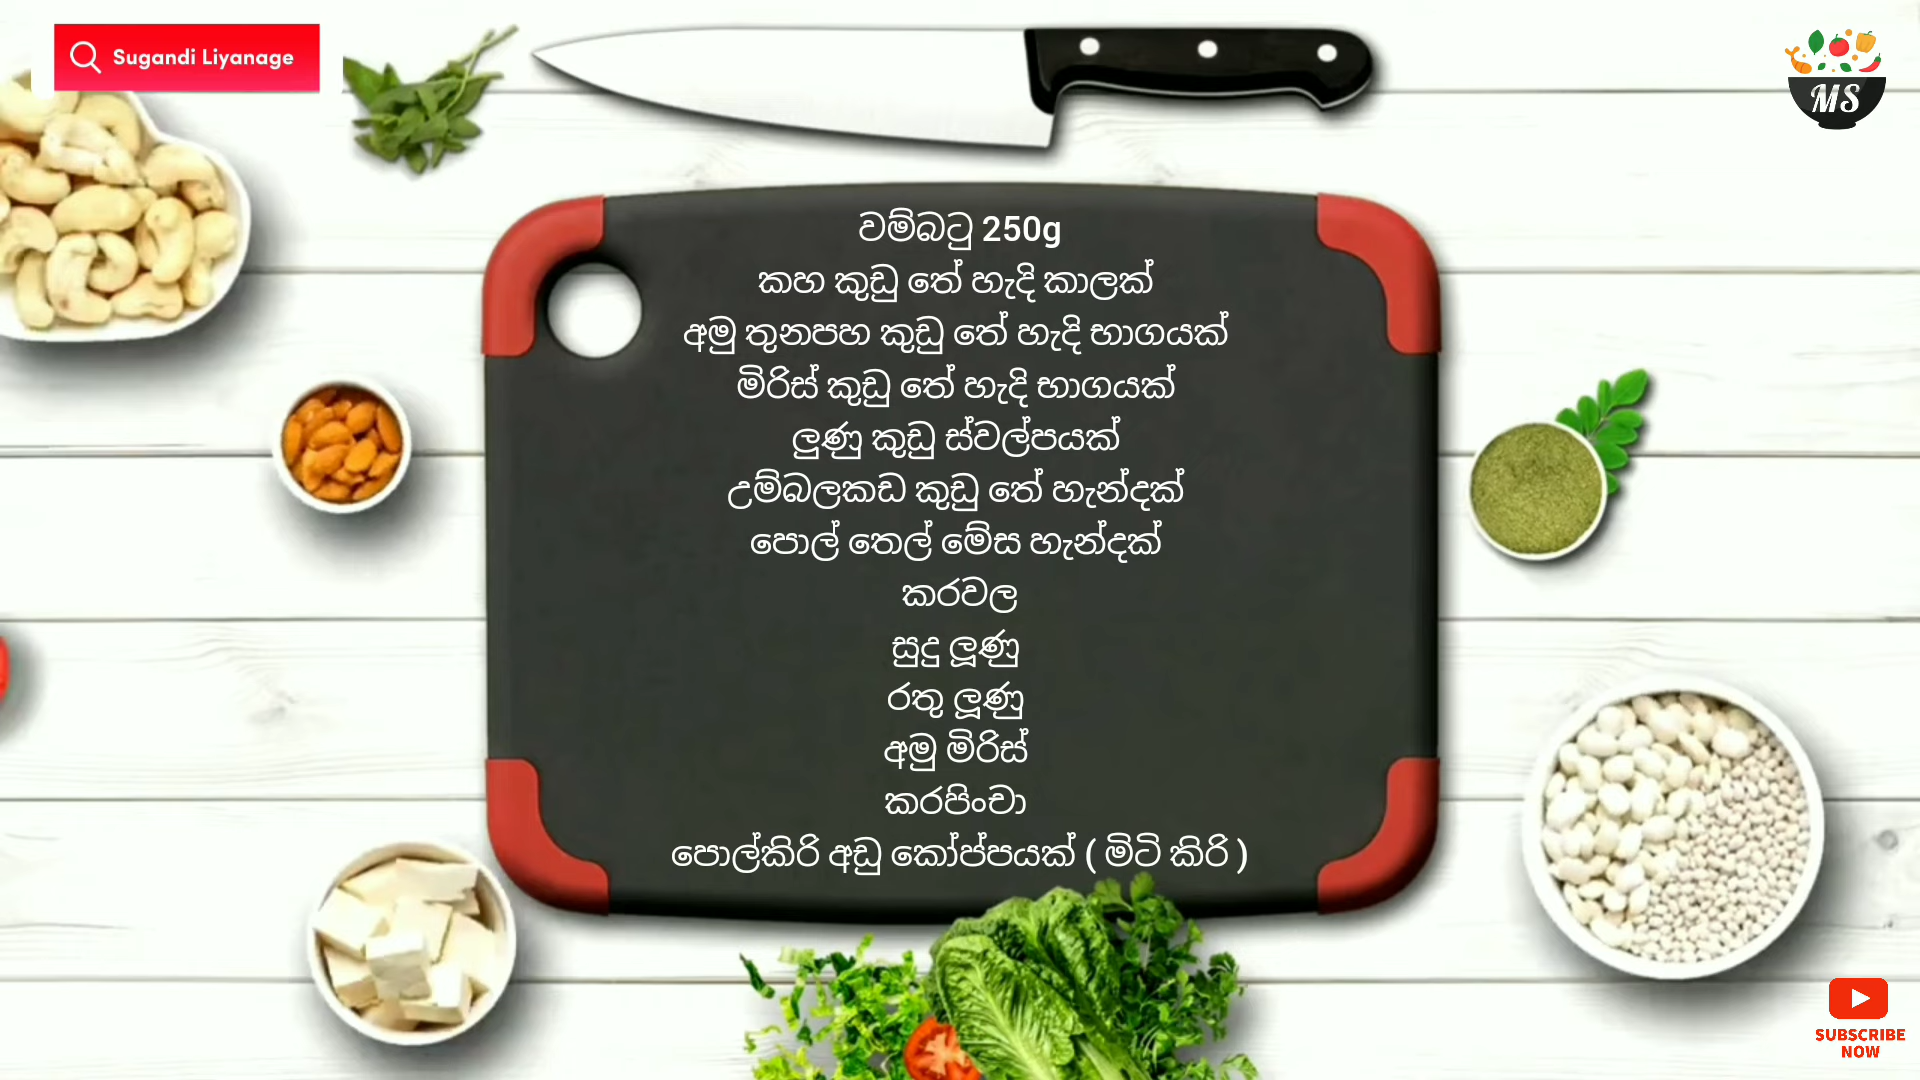 Sugandi Liyanage
MS
වම්බටු 250g
කහ කුඩු තේ හැදි කාලක්
අමු තුනපහ කුඩු තේ හැදි භාගයක්
මිරිස් කුඩු තේ හැදි භාගයක්
ලුණු කුඩු ස්වල්පයක්
උම්බලකඩ කුඩු තේ හැන්දක්
පොල් තෙල් මේස හැන්දක්
කරවල
සුදු ලූණු
රතු ලූණු
අමු මිරිස්
කරපිංචා
පොල්කිරි අඩු කෝප්පයක් ( මිටි කිරි )
SUBSCRIBE
NOW